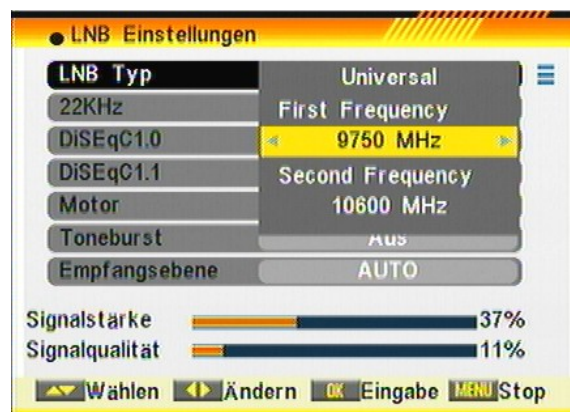 LNB Einstellungen
LNB Typ
Universal
22KHz
First Frequency
DiSEqC1.0
9750 MHz
DiSEqC1.1
Second Frequency
Motor
10600 MHz
Toneburst
Aus
Empfangsebene
AUTO
Signalstärke 37%
Signalqualität 11%
Wählen Ändern OK Eingabe MENU Stop